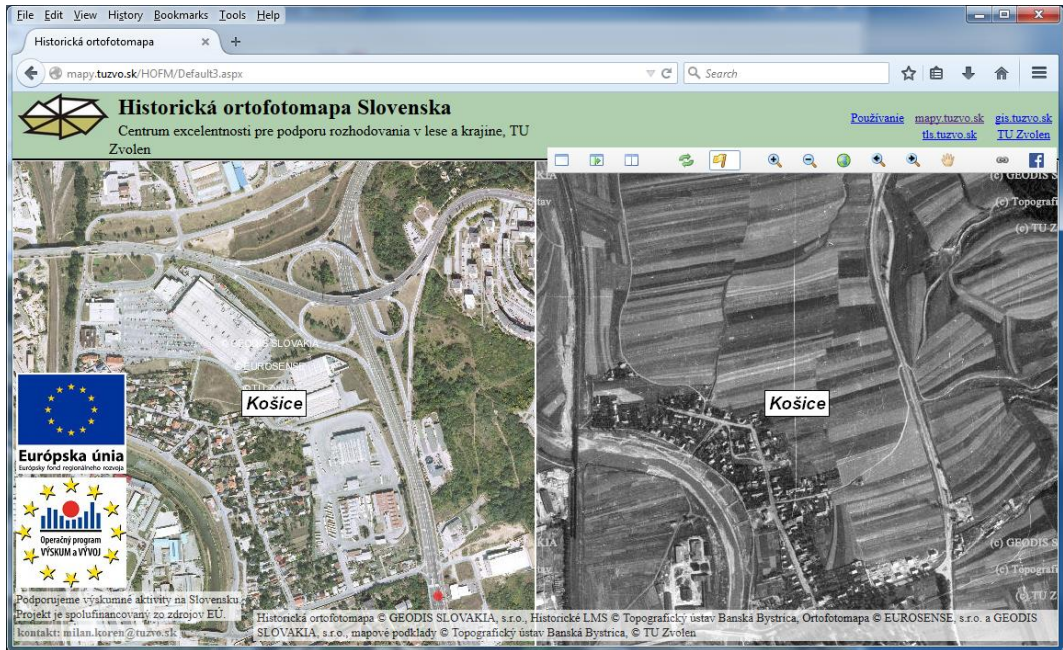 File Edit View History Bookmarks Tools Help
Historická ortofotomapa
mapy.tuzvo.sk/HOFM/Default3.aspx
Search
Historická ortofotomapa Slovenska
Centrum excelentnosti pre podporu rozhodovania v lese a krajine, TU
Zvolen
Používanie mapy.tuzvo.sk gis.tuzvo.sk
tls.tuzvo.sk TU Zvolen
(c) GEODIS S
(c) Topografi
(c) TU Z
© GEODIS SLOVAKIA
© EUROSENSE
© TU
Košice
Košice
Európska únia
Európsky fond regionálneho rozvoja
Operačný program
VÝSKUM a VÝVOJ
(c) GEODIS S
(c) Topografi
(c) TU Z
Podporujeme výskumné aktivity na Slovensku
Projekt je spolufinancovaný zo zdrojov EÚ.
kontakt: milan.koren@tuzvo.sk
Historická ortofotomapa © GEODIS SLOVAKIA, s.r.o., Historické LMS © Topografický ústav Banská Bystrica, Ortofotomapa © EUROSENSE, s.r.o. a GEODIS
SLOVAKIA, s.r.o., mapové podklady © Topografický ústav Banská Bystrica, © TU Zvolen